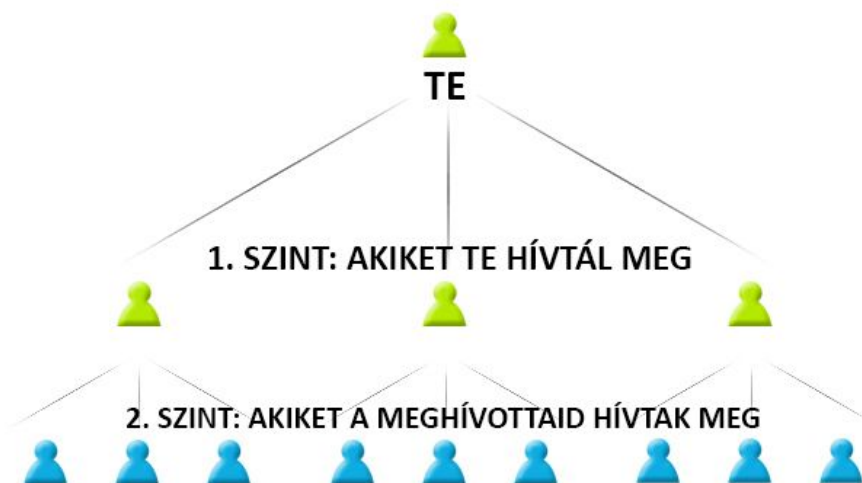 TE
1. SZINT: AKIKET TE HÍVTÁL MEG
2. SZINT: AKIKET A MEGHÍVOTTAID HÍVTAK MEG